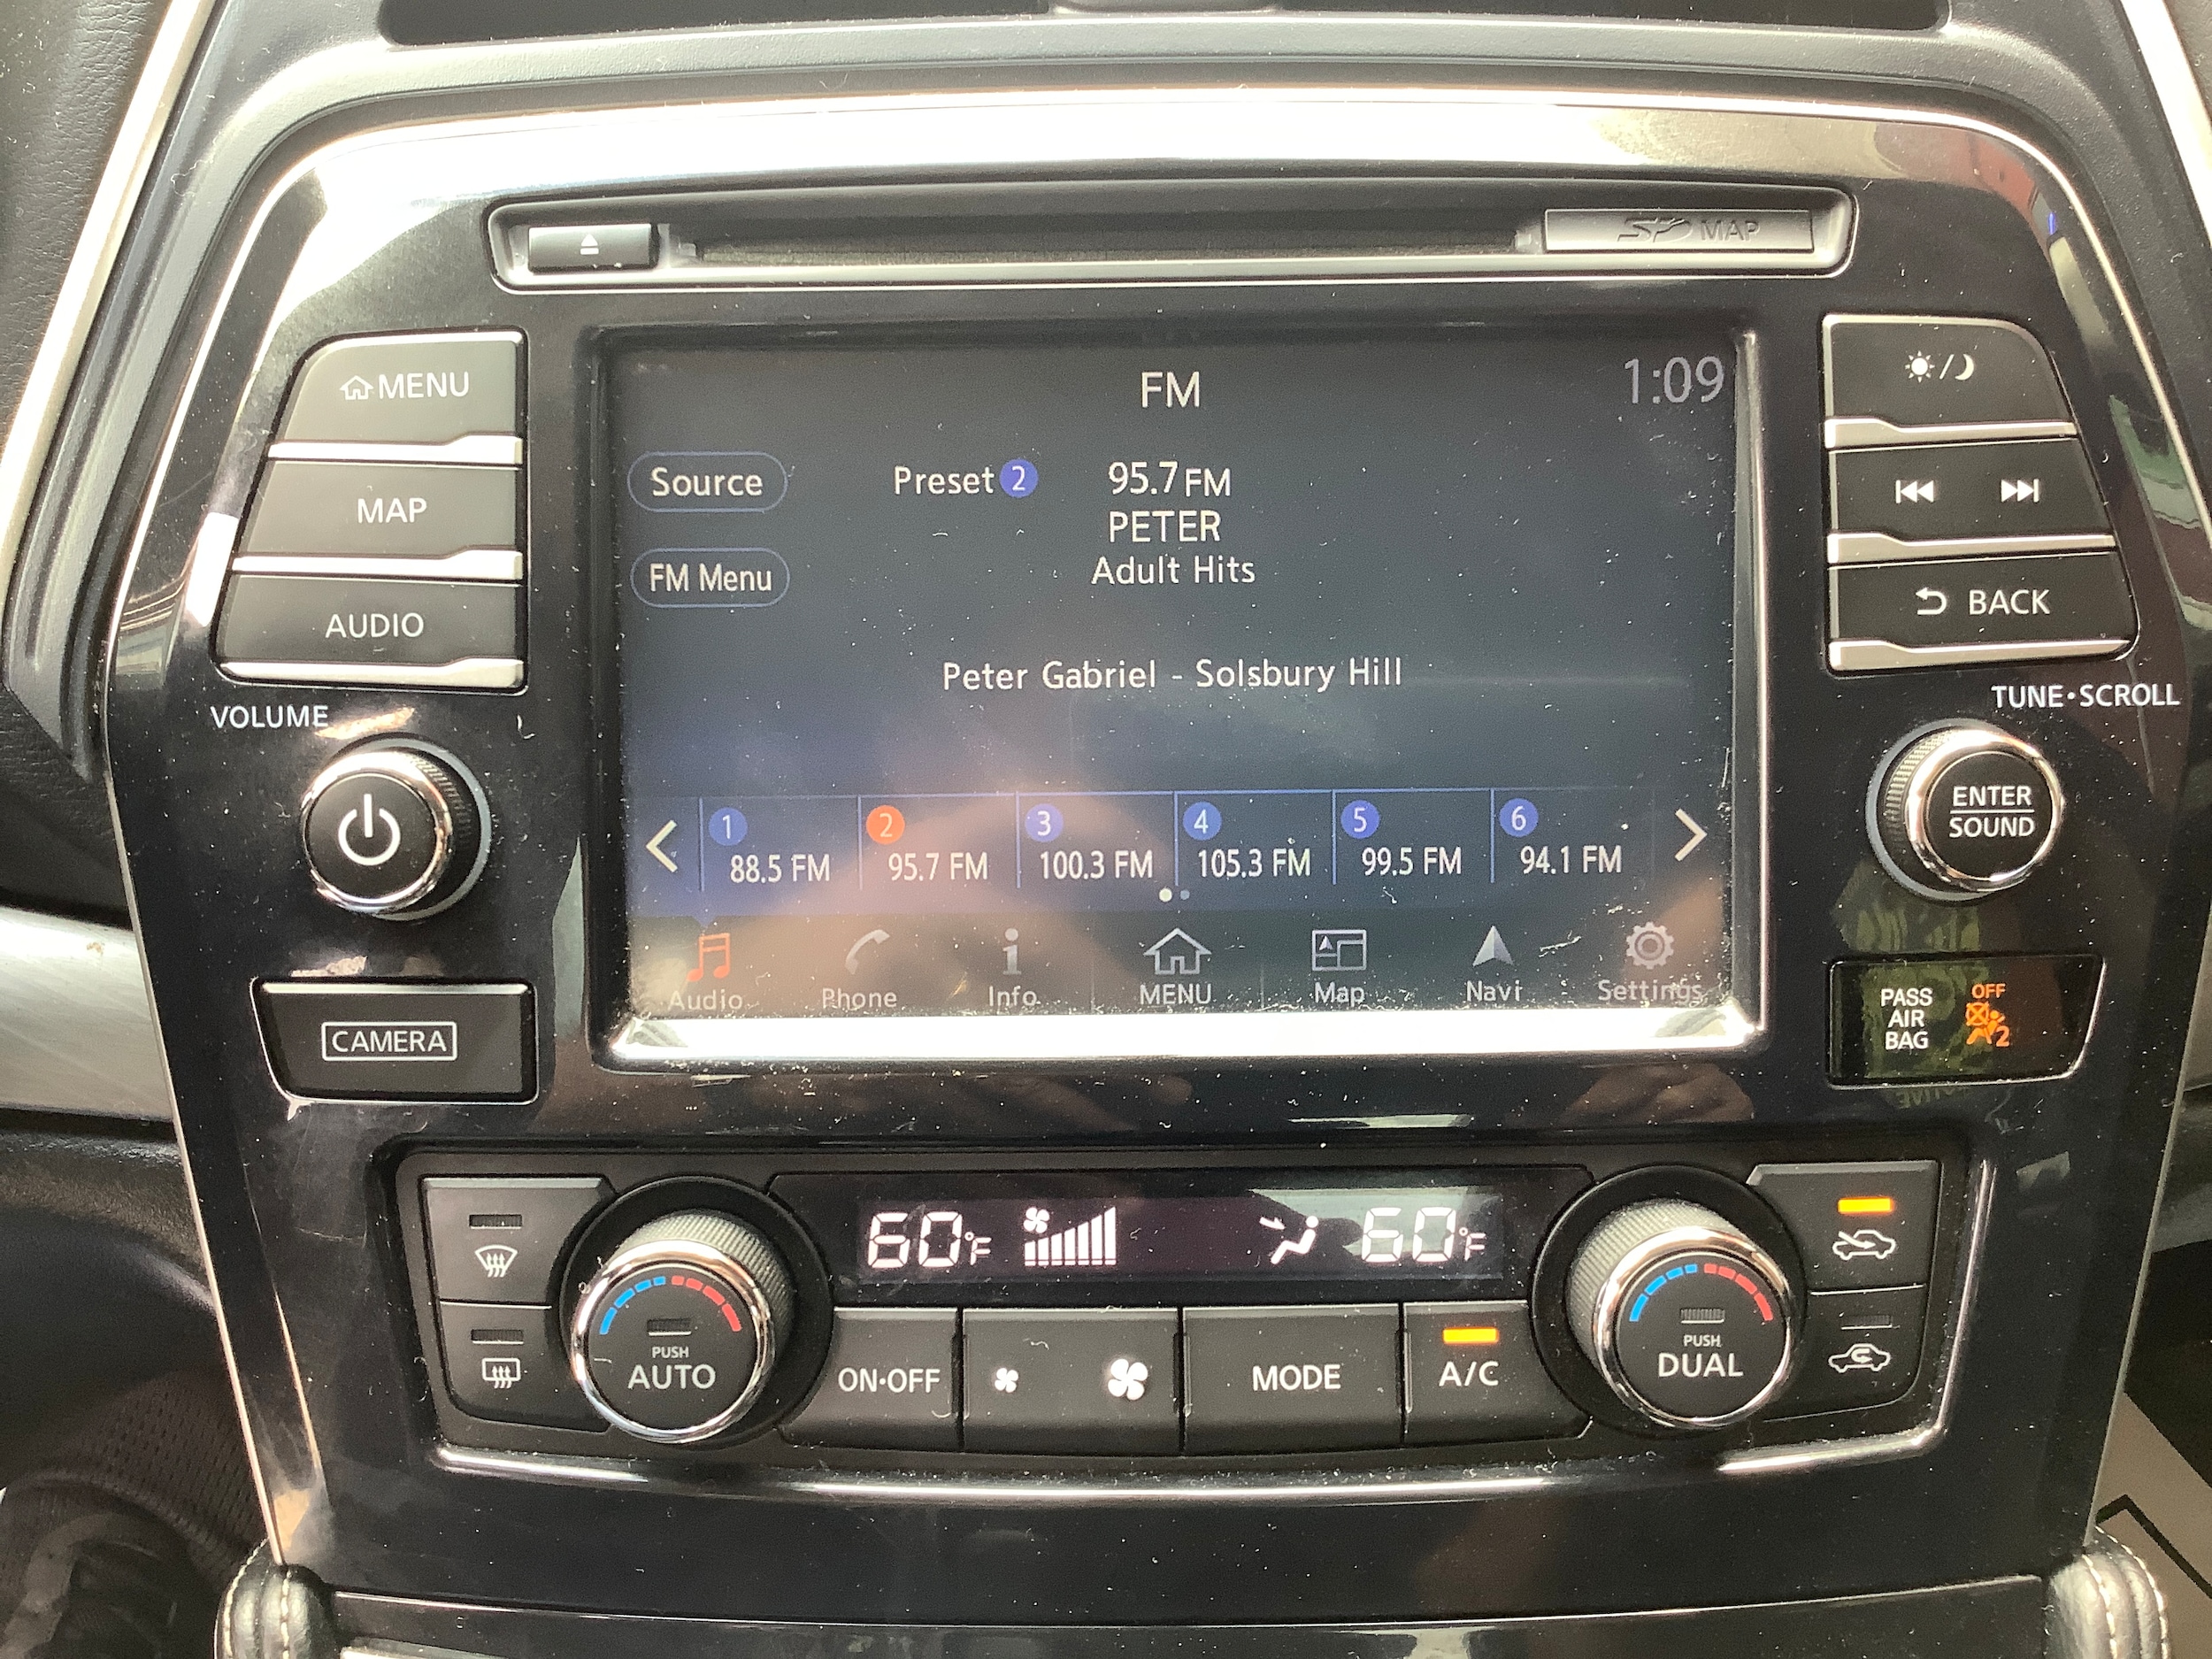 SD MAP
MENU
MAP
AUDIO
VOLUME
CAMERA
FM
1:09
Source
Preset 2
95.7 FM
PETER
Adult Hits
FM Menu
Peter Gabriel - Solsbury Hill
1
88.5 FM
2
95.7 FM
3
100.3 FM
4
105.3 FM
5
99.5 FM
6
94.1 FM
Audio
Phone
Info
MENU
Map
Navi
Settings
BACK
TUNE•SCROLL
ENTER
SOUND
PASS
AIR
BAG
OFF
2
60°F
60°F
PUSH
AUTO
ON•OFF
MODE
A/C
PUSH
DUAL